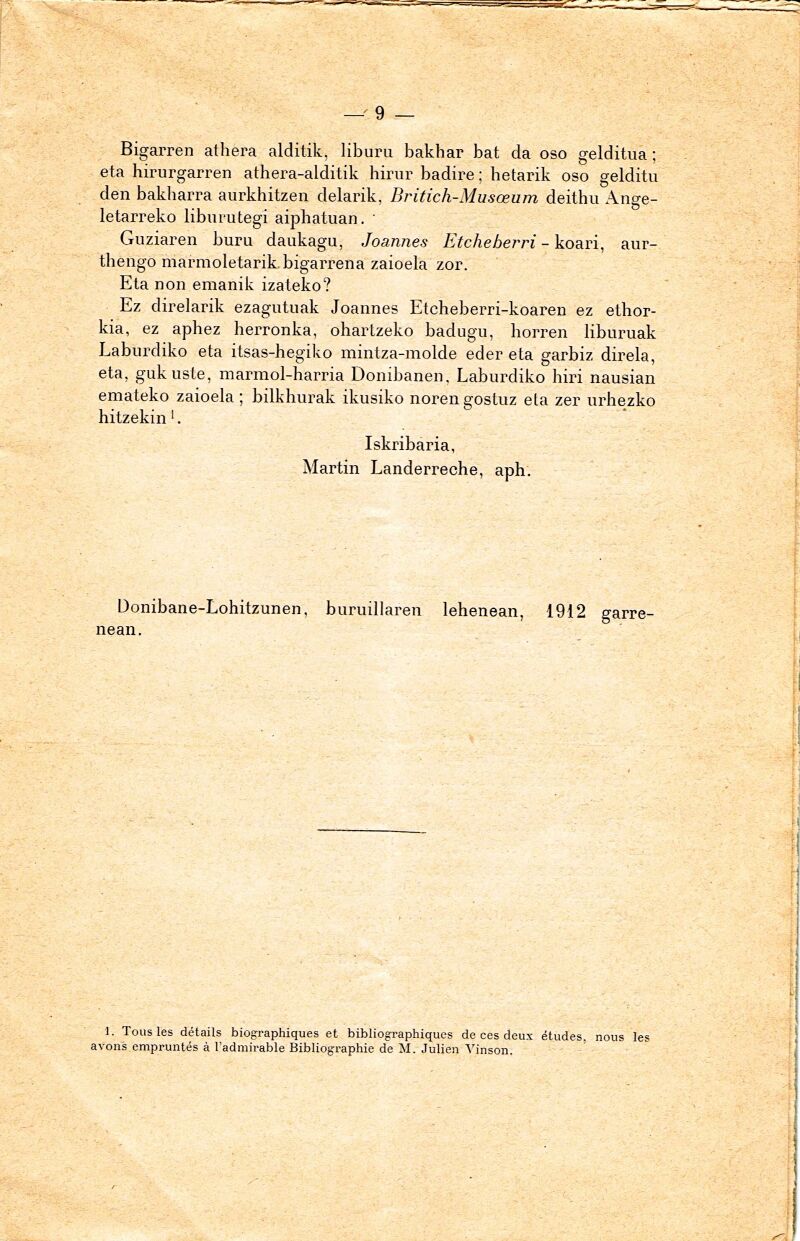 — 9 —
Bigarren athera alditik, liburu bakhar bat da oso gelditua ;
eta hirurgarren athera-alditik hirur badire ; hetarik oso gelditu
den bakharra aurkhitzen delarik, Britich-Musœum deithu Ange-
letarreko liburutegi aiphatuan.
Guziaren buru daukagu, Joannes Etcheberri - koari, aur-
thengo marmoletarik bigarrena zaioela zor.
Eta non emanik izateko ?
Ez direlarik ezagutuak Joannes Etcheberri-koaren ez ethor-
kia, ez aphez herronka, ohartzeko badugu, horren liburuak
Laburdiko eta itsas-hegiko mintza-molde eder eta garbiz direla,
eta, guk uste, marmol-harria Donibanen, Laburdiko hiri nausian
emateko zaioela ; bilkhurak ikusiko noren gostuz eta zer urhezko
hitzekin ¹.
Iskribaria,
Martin Landerreche, aph.
Donibane-Lohitzunen, buruillaren lehenean, 1912 garre-
nean.
1. Tous les détails biographiques et bibliographiques de ces deux études, nous les
avons empruntés à l'admirable Bibliographie de M. Julien Vinson.